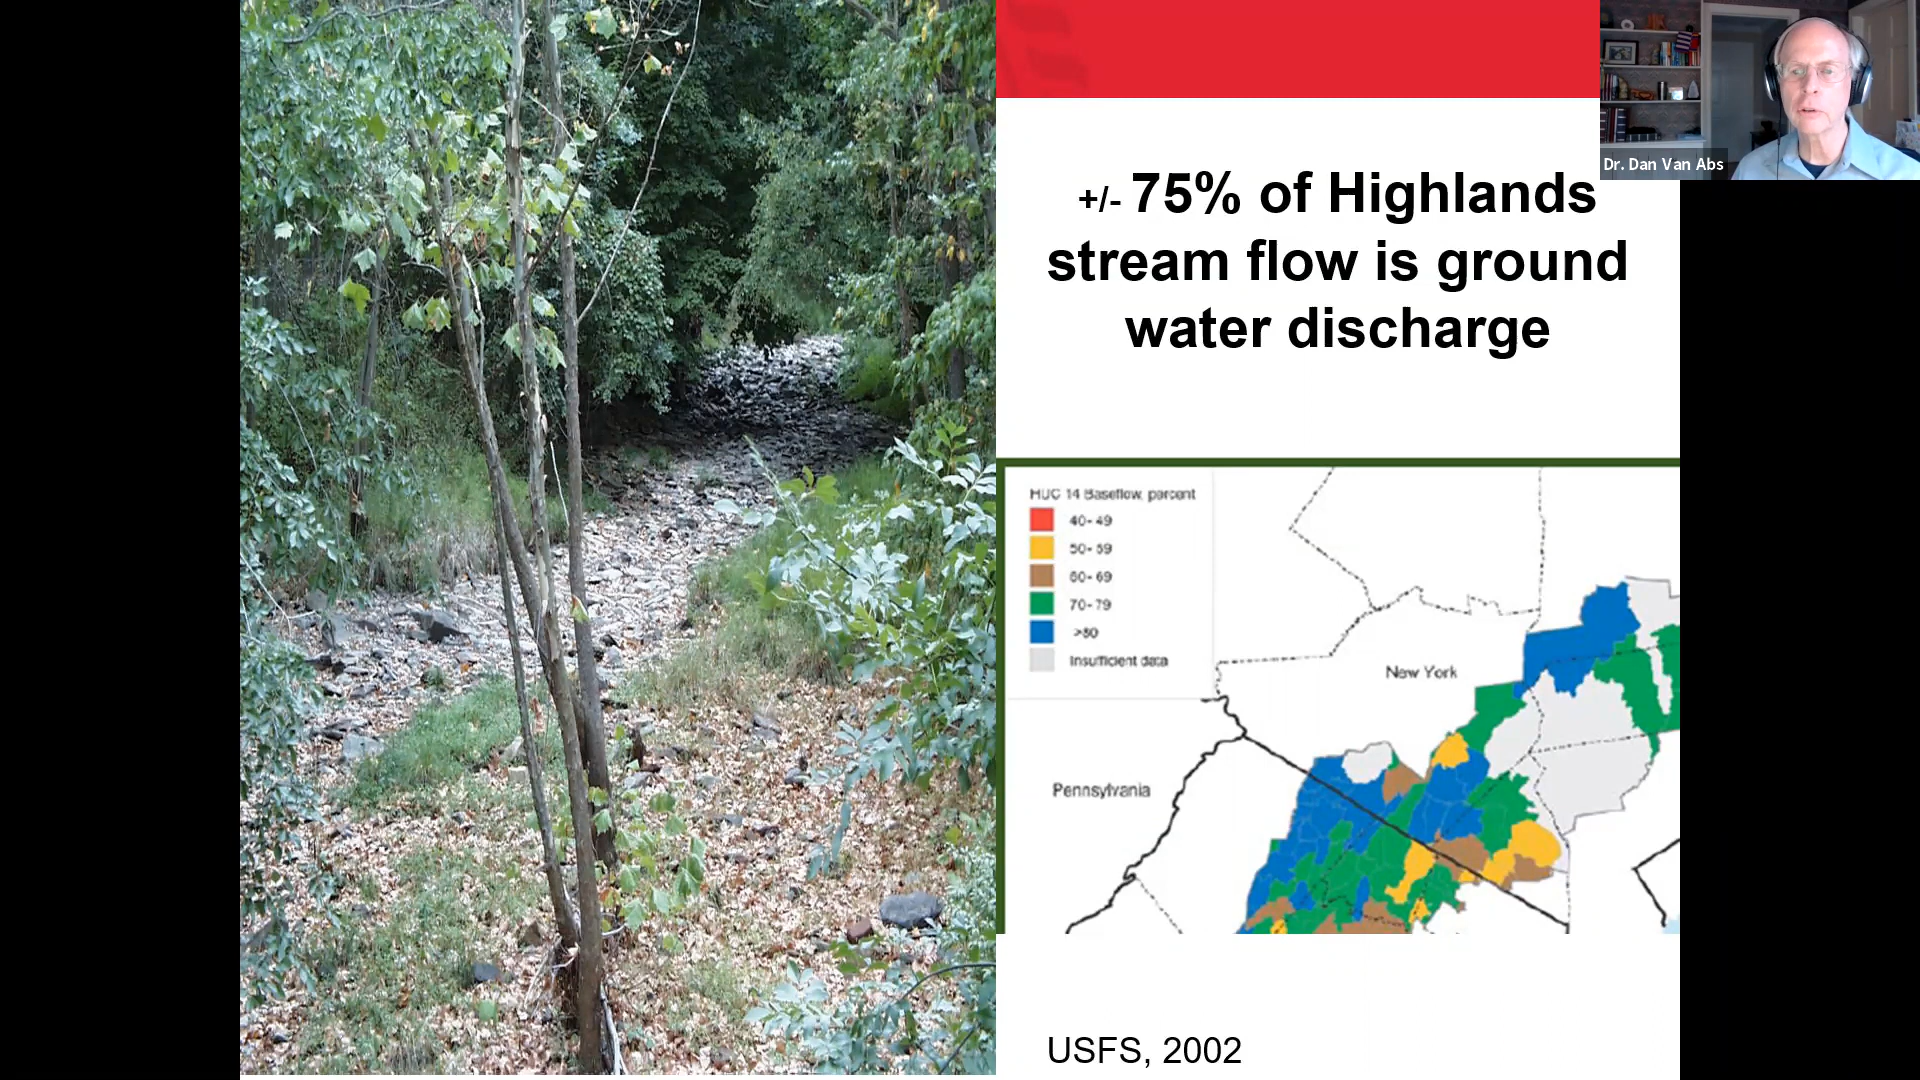 +/- 75% of Highlands
stream flow is ground
water discharge
Dr. Dan Van Abs
HUC 14 Baseflow, percent
40-49
50-59
60-69
70-79
>80
Insufficient data
New York
Pennsylvania
USFS, 2002